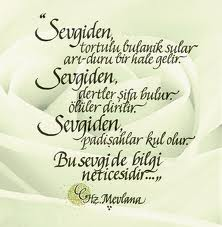 “Sevgiden,
tortulu bulanık sular
arı-duru bir hale gelir.
Sevgiden,
dertler şifa bulur.
ölüler dirilir.
Sevgiden,
padişahlar kul olur.
Bu sevgi de bilgi
neticesidir...„
Hz. Mevlana